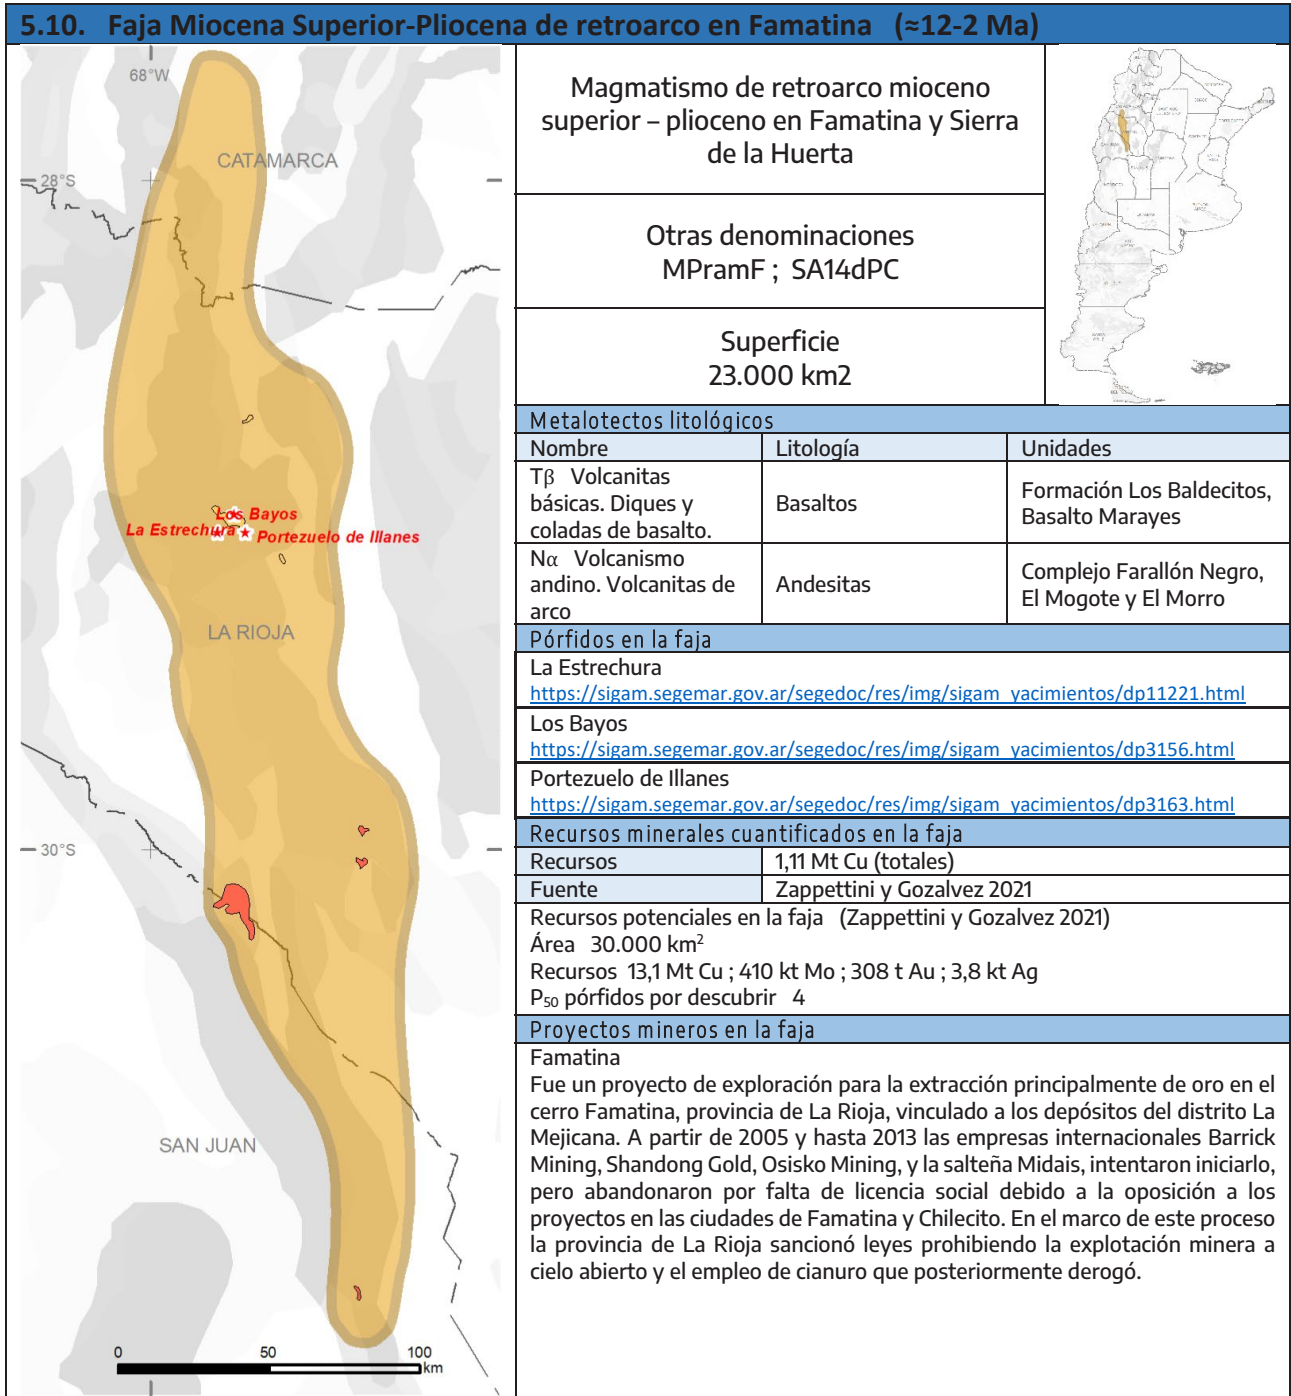 5.10. Faja Miocena Superior-Pliocena de retroarco en Famatina (≈12-2 Ma)
68°W
CATAMARCA
28°S
Los Bayos
La Estrechura
Portezuelo de Illanes
LA RIOJA
30°S
SAN JUAN
0 50 100
km
Magmatismo de retroarco mioceno
superior – plioceno en Famatina y Sierra
de la Huerta
Otras denominaciones
MPramF ; SA14dPC
Superficie
23.000 km2
Metalotectos litológicos
Nombre Litología Unidades
Tβ Volcanitas
básicas. Diques y
coladas de basalto.
Basaltos
Formación Los Baldecitos,
Basalto Marayes
Nα Volcanismo
andino. Volcanitas de
arco
Andesitas
Complejo Farallón Negro,
El Mogote y El Morro
Pórfidos en la faja
La Estrechura
https://sigam.segemar.gov.ar/segedoc/res/img/sigam_yacimientos/dp11221.html
Los Bayos
https://sigam.segemar.gov.ar/segedoc/res/img/sigam_yacimientos/dp3156.html
Portezuelo de Illanes
https://sigam.segemar.gov.ar/segedoc/res/img/sigam_yacimientos/dp3163.html
Recursos minerales cuantificados en la faja
Recursos 1,11 Mt Cu (totales)
Fuente Zappettini y Gozalvez 2021
Recursos potenciales en la faja (Zappettini y Gozalvez 2021)
Área 30.000 km²
Recursos 13,1 Mt Cu ; 410 kt Mo ; 308 t Au ; 3,8 kt Ag
P₅₀ pórfidos por descubrir 4
Proyectos mineros en la faja
Famatina
Fue un proyecto de exploración para la extracción principalmente de oro en el
cerro Famatina, provincia de La Rioja, vinculado a los depósitos del distrito La
Mejicana. A partir de 2005 y hasta 2013 las empresas internacionales Barrick
Mining, Shandong Gold, Osisko Mining, y la salteña Midais, intentaron iniciarlo,
pero abandonaron por falta de licencia social debido a la oposición a los
proyectos en las ciudades de Famatina y Chilecito. En el marco de este proceso
la provincia de La Rioja sancionó leyes prohibiendo la explotación minera a
cielo abierto y el empleo de cianuro que posteriormente derogó.